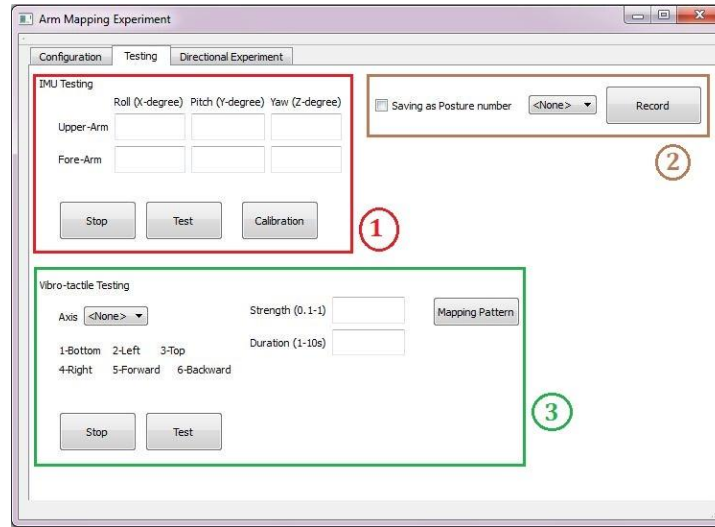 Arm Mapping Experiment
Configuration Testing Directional Experiment
IMU Testing
Roll (X-degree) Pitch (Y-degree) Yaw (Z-degree)
Upper-Arm
Fore-Arm
Stop Test Calibration
1
Saving as Posture number <None> Record
2
Vibro-tactile Testing
Axis <None>
1-Bottom 2-Left 3-Top
4-Right 5-Forward 6-Backward
Strength (0.1-1)
Duration (1-10s)
Mapping Pattern
Stop Test
3